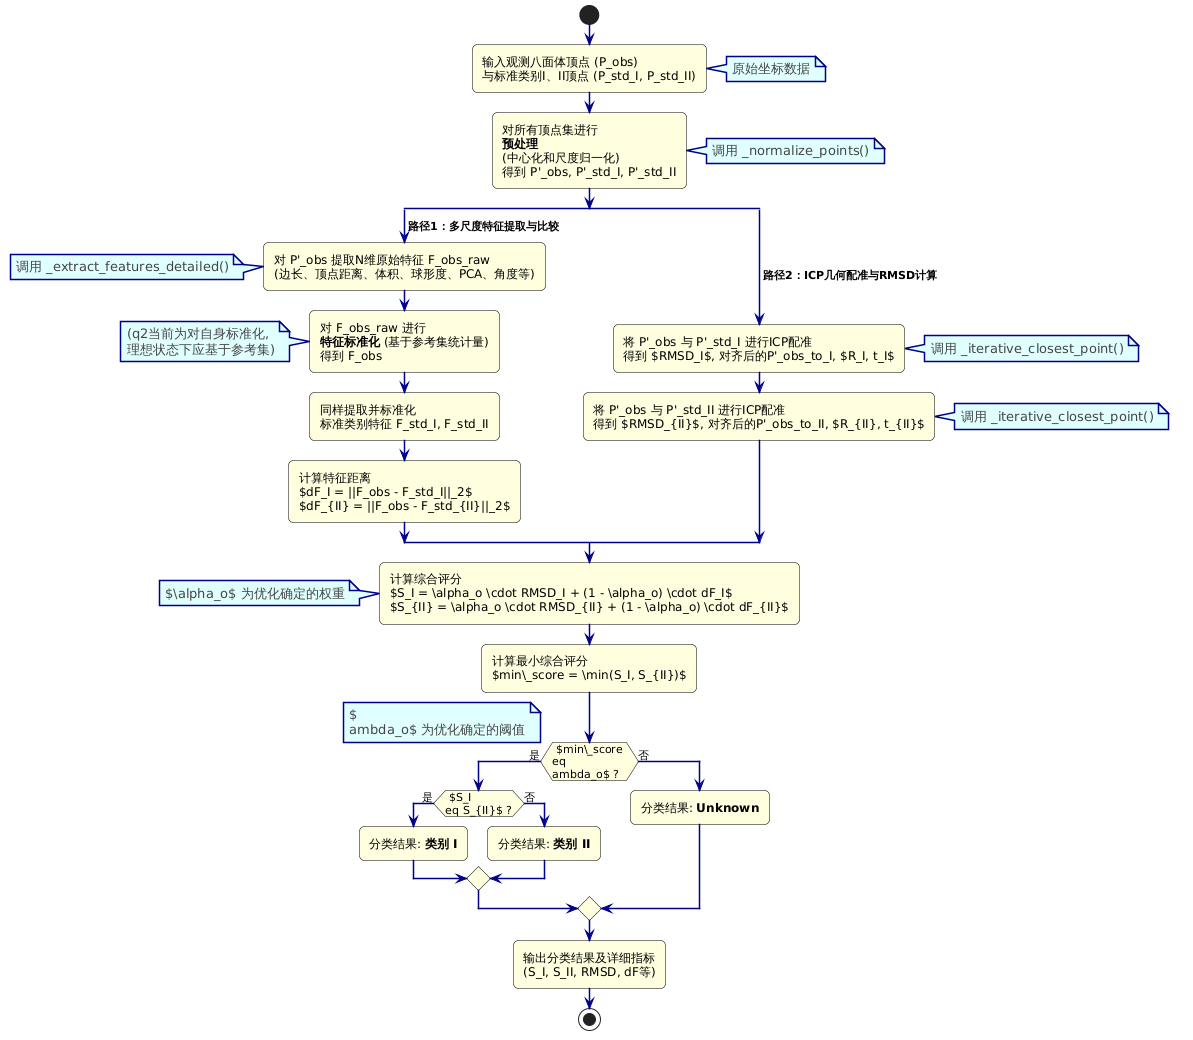 输入观测八面体顶点 (P_obs)
与标准类别I、II顶点 (P_std_I, P_std_II)
原始坐标数据
对所有顶点集进行
预处理
(中心化和尺度归一化)
得到 P'_obs, P'_std_I, P'_std_II
调用 _normalize_points()
路径1：多尺度特征提取与比较
对 P'_obs 提取N维原始特征 F_obs_raw
(边长、顶点距离、体积、球形度、PCA、角度等)
调用 _extract_features_detailed()
对 F_obs_raw 进行
特征标准化 (基于参考集统计量)
得到 F_obs
(q2当前为对自身标准化,
理想状态下应基于参考集)
同样提取并标准化
标准类别特征 F_std_I, F_std_II
计算特征距离
$dF_I = ||F_obs - F_std_I||_2$
$dF_{II} = ||F_obs - F_std_{II}||_2$
路径2：ICP几何配准与RMSD计算
将 P'_obs 与 P'_std_I 进行ICP配准
得到 $RMSD_I$, 对齐后的P'_obs_to_I, $R_I, t_I$
调用 _iterative_closest_point()
将 P'_obs 与 P'_std_II 进行ICP配准
得到 $RMSD_{II}$, 对齐后的P'_obs_to_II, $R_{II}, t_{II}$
调用 _iterative_closest_point()
计算综合评分
$S_I = \alpha_o \cdot RMSD_I + (1 - \alpha_o) \cdot dF_I$
$S_{II} = \alpha_o \cdot RMSD_{II} + (1 - \alpha_o) \cdot dF_{II}$
$\alpha_o$ 为优化确定的权重
计算最小综合评分
$min\_score = \min(S_I, S_{II})$
$
ambda_o$ 为优化确定的阈值
$min\_score
eq
ambda_o$ ?
是
否
$S_I
eq S_{II}$ ?
是
否
分类结果: 类别 I
分类结果: 类别 II
分类结果: Unknown
输出分类结果及详细指标
(S_I, S_II, RMSD, dF等)